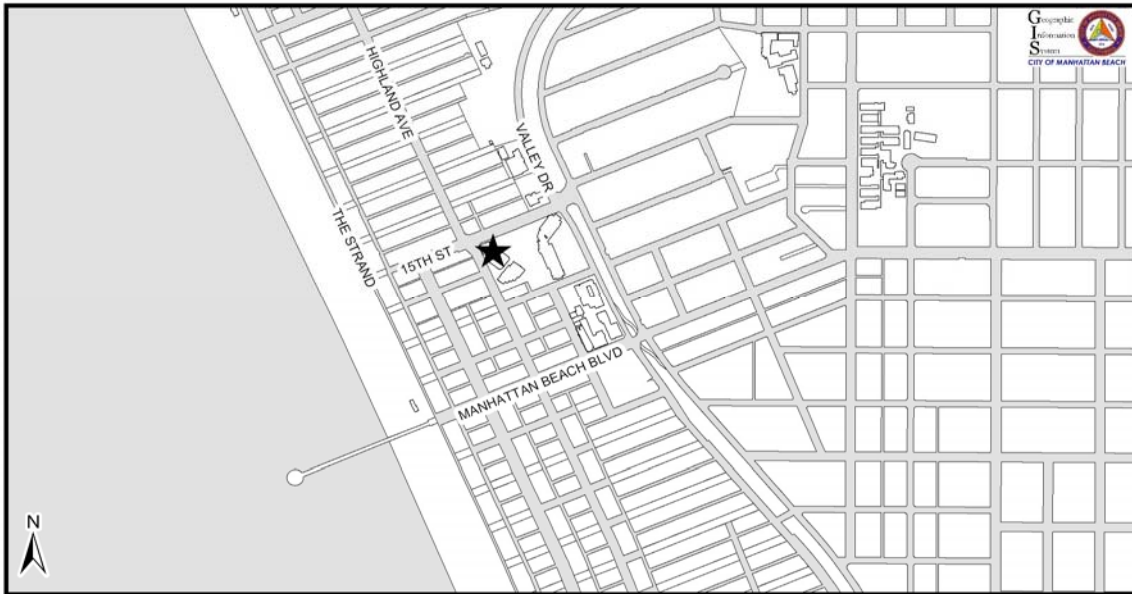 Geographic
Information
System
CITY OF MANHATTAN BEACH
HIGHLAND AVE
VALLEY DR
THE STRAND
15TH ST
MANHATTAN BEACH BLVD
N